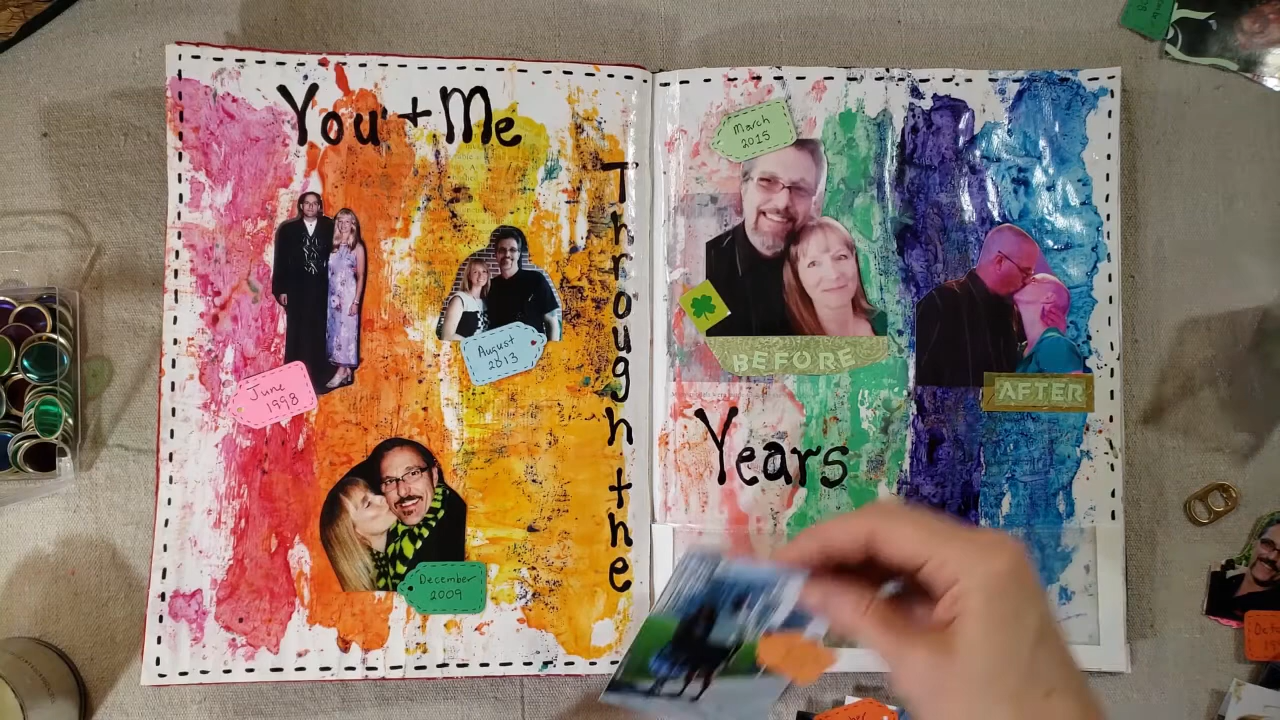 You + Me
Through the
Years
June
1998
August
2013
December
2009
March
2015
BEFORE
AFTER